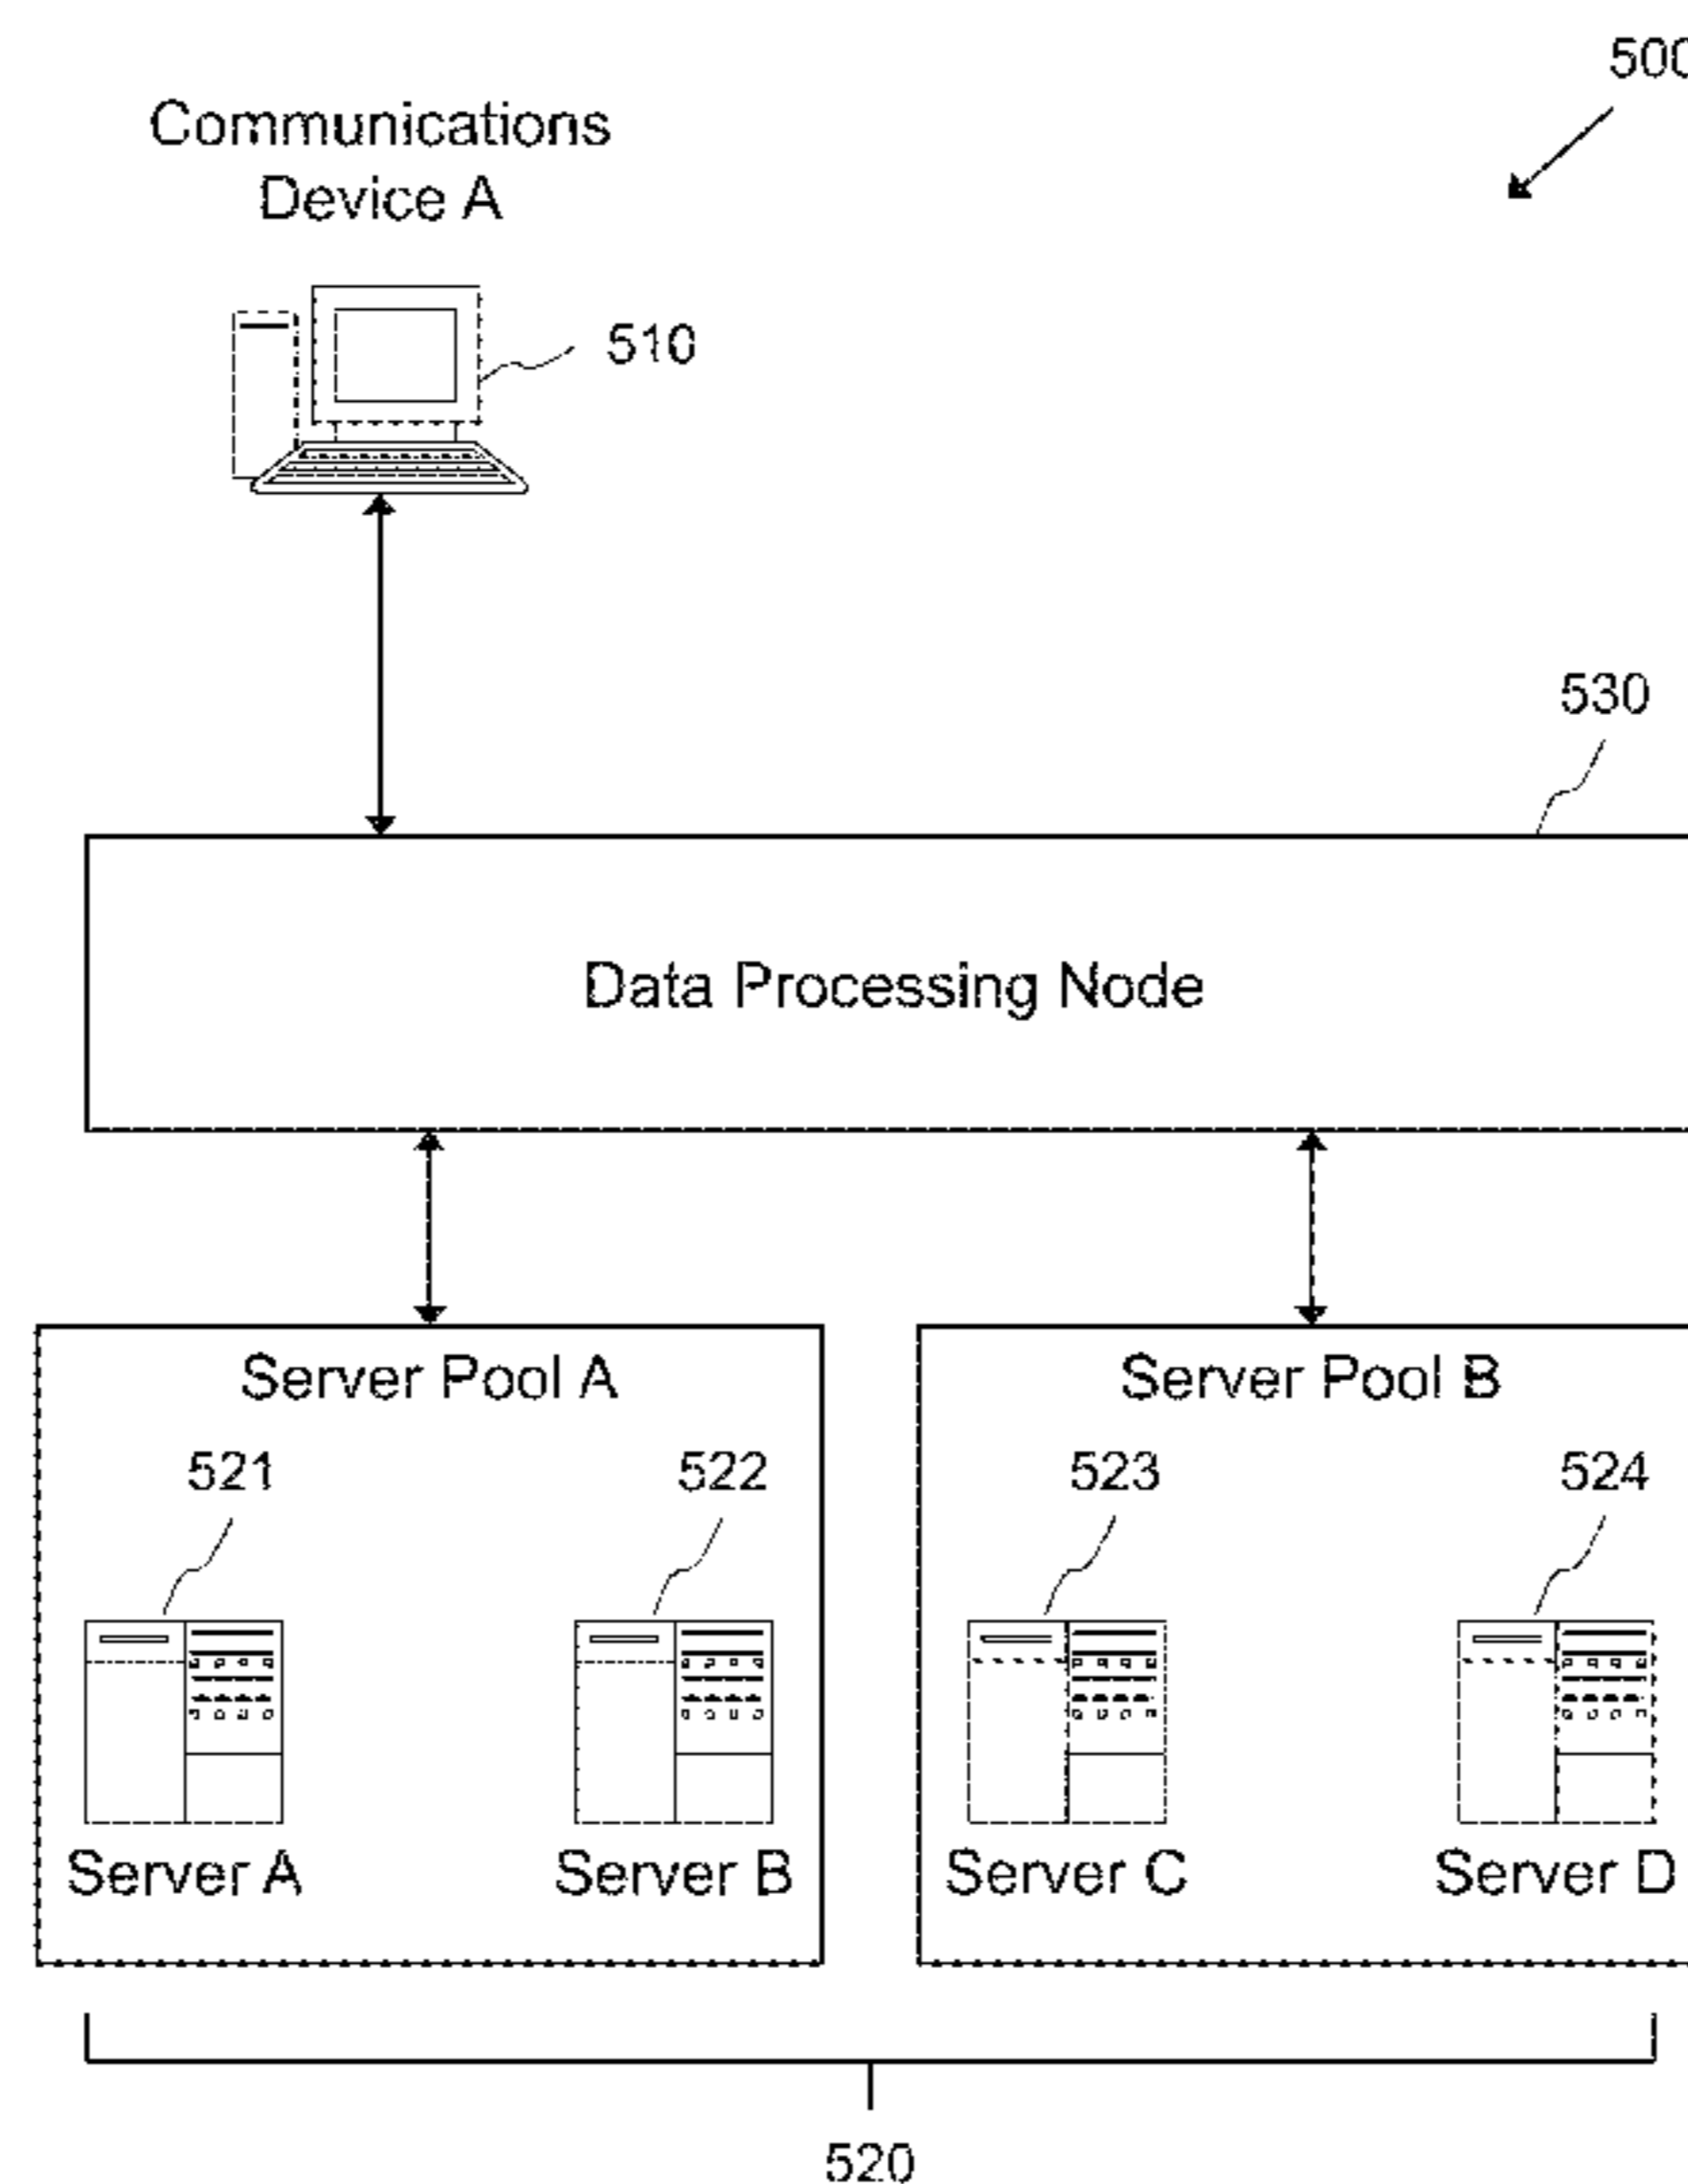 500
Communications
Device A
510
530
Data Processing Node
Server Pool A
Server Pool B
521
522
523
524
Server A
Server B
Server C
Server D
520